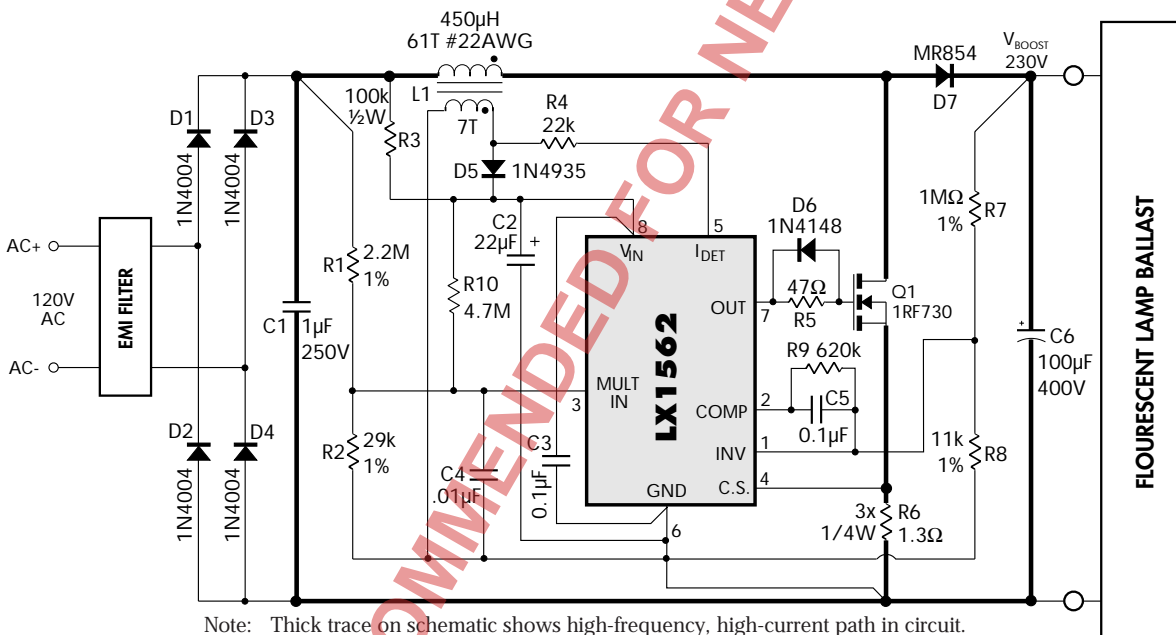 450µH
61T #22AWG
L1
7T
100k
½W
R3
R4
22k
D5
1N4935
MR854
D7
V BOOST
230V
D1
D3
1N4004
1N4004
D2
D4
1N4004
1N4004
AC+
120V
AC
AC-
EMI FILTER
C1
1µF
250V
R1
2.2M
1%
R2
29k
1%
R10
4.7M
C2
22µF
+
C3
0.1µF
C4
.01µF
8
VIN
5
IDET
OUT
7
MULT
IN
3
LX1562
COMP
2
INV
1
C.S.
4
GND
6
D6
1N4148
47Ω
R5
Q1
1RF730
R9 620k
C5
0.1µF
3x
1/4W
R6
1.3Ω
1MΩ
1%
R7
11k
1%
R8
+
C6
100µF
400V
FLOURESCENT LAMP BALLAST
OMMENDED FOR NE
Note: Thick trace on schematic shows high-frequency, high-current path in circuit.